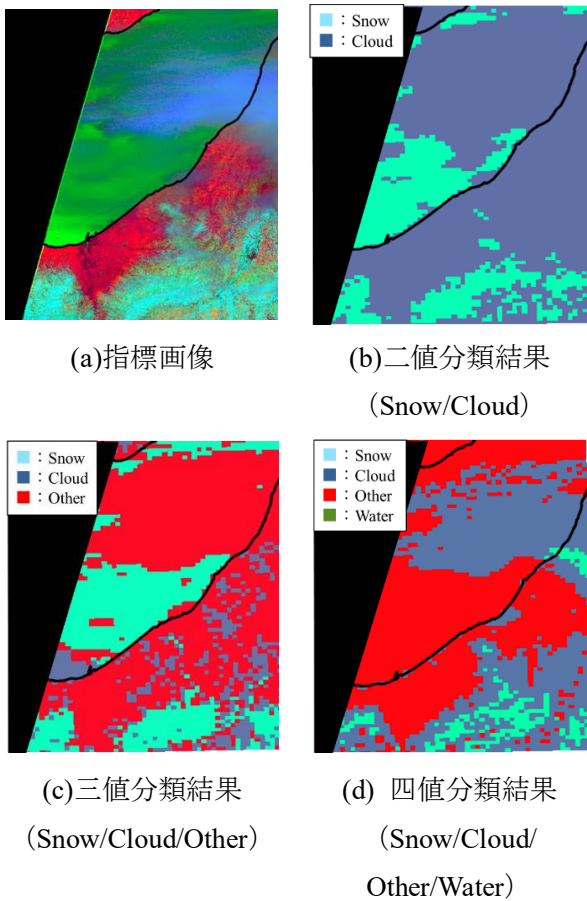 ：Snow
：Cloud
(a)指標画像
(b)二値分類結果
（Snow/Cloud）
：Snow
：Cloud
：Other
：Snow
：Cloud
：Other
：Water
(c)三値分類結果
（Snow/Cloud/Other）
(d) 四値分類結果
（Snow/Cloud/
Other/Water）